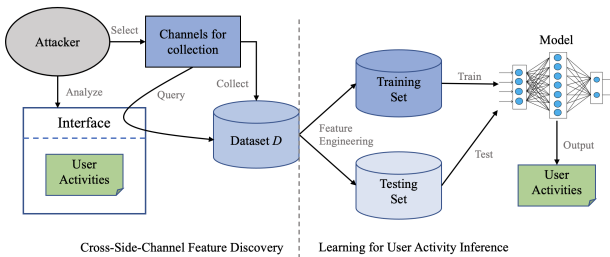 Attacker
Select
Channels for
collection
Analyze
Query
Collect
Interface
User
Activities
Dataset D
Feature
Engineering
Training
Set
Testing
Set
Train
Test
Model
Output
User
Activities
Cross-Side-Channel Feature Discovery
Learning for User Activity Inference